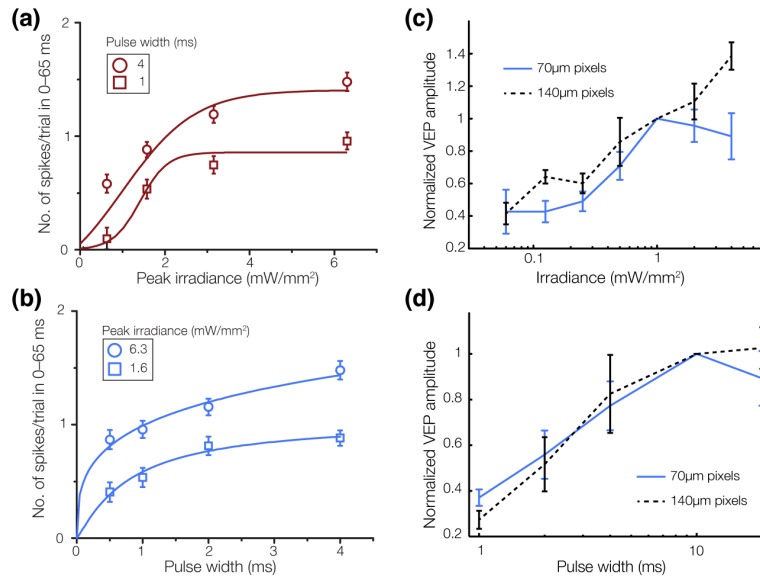 (a)
Pulse width (ms)
4
1
No. of spikes/trial in 0–65 ms
2
1
0
0 2 4 6
Peak irradiance (mW/mm²)
(c)
70µm pixels
140µm pixels
Normalized VEP amplitude
1.4
1.2
1
0.8
0.6
0.4
0.2
0.1 1
Irradiance (mW/mm²)
(b)
Peak irradiance (mW/mm²)
6.3
1.6
No. of spikes/trial in 0–65 ms
2
1
0
0 1 2 3 4
Pulse width (ms)
(d)
Normalized VEP amplitude
1
0.8
0.6
0.4
0.2
70µm pixels
140µm pixels
1 10
Pulse width (ms)